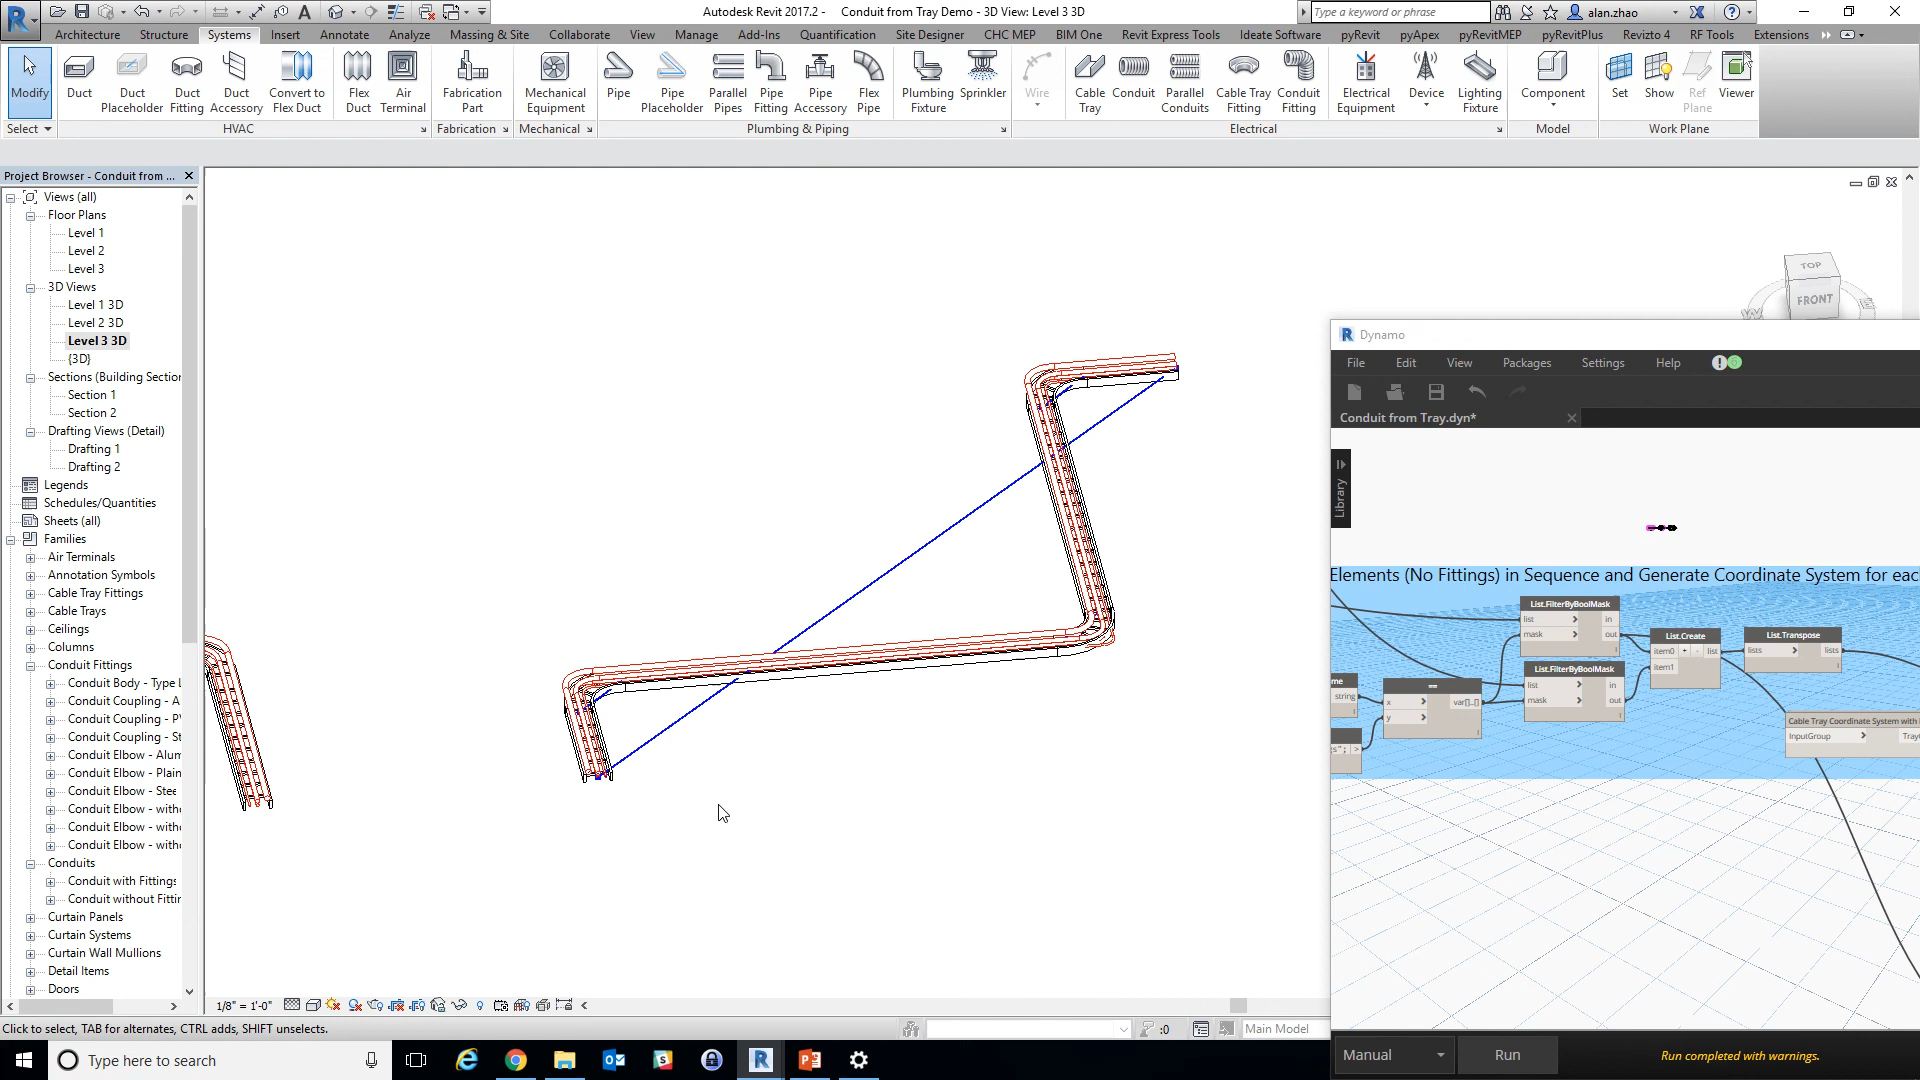 Autodesk Revit 2017.2 - Conduit from Tray Demo - 3D View: Level 3 3D
Type a keyword or phrase
alan.zhao
Architecture Structure Systems Insert Annotate Analyze Massing & Site Collaborate View Manage Add-Ins Quantification Site Designer CHC MEP BIM One Revit Express Tools Ideate Software pyRevit pyApex pyRevitMEP pyRevitPlus Revizto 4 RF Tools Extensions
Modify
Duct
Duct Placeholder
Duct Fitting
Duct Accessory
Convert to Flex Duct
Flex Duct
Air Terminal
Fabrication Part
Mechanical Equipment
Pipe
Pipe Placeholder
Parallel Pipes
Pipe Fitting
Pipe Accessory
Flex Pipe
Plumbing Fixture
Sprinkler
Wire
Cable Tray
Conduit
Parallel Conduits
Cable Tray Fitting
Conduit Fitting
Electrical Equipment
Device
Lighting Fixture
Component
Set
Show
Ref Plane
Viewer
Select HVAC Fabrication Mechanical Plumbing & Piping Electrical Model Work Plane
Project Browser - Conduit from ...
Views (all)
Floor Plans
Level 1
Level 2
Level 3
3D Views
Level 1 3D
Level 2 3D
Level 3 3D
{3D}
Sections (Building Section
Section 1
Section 2
Drafting Views (Detail)
Drafting 1
Drafting 2
Legends
Schedules/Quantities
Sheets (all)
Families
Air Terminals
Annotation Symbols
Cable Tray Fittings
Cable Trays
Ceilings
Columns
Conduit Fittings
Conduit Body - Type L
Conduit Coupling - A
Conduit Coupling - PV
Conduit Coupling - St
Conduit Elbow - Alum
Conduit Elbow - Plain
Conduit Elbow - Stee
Conduit Elbow - witho
Conduit Elbow - witho
Conduit Elbow - witho
Conduits
Conduit with Fittings
Conduit without Fittin
Curtain Panels
Curtain Systems
Curtain Wall Mullions
Detail Items
Doors
TOP
FRONT
W
E
Dynamo
File Edit View Packages Settings Help
Conduit from Tray.dyn*
Library
Elements (No Fittings) in Sequence and Generate Coordinate System for eac
List.FilterByBoolMask
list in
mask out
List.FilterByBoolMask
list in
mask out
List.Create
item0 + - list
item1
List.Transpose
lists lists
me
string
==
x var[]..[]
y
s"; >
Cable Tray Coordinate System with
InputGroup Tray
1/8" = 1'-0"
Click to select, TAB for alternates, CTRL adds, SHIFT unselects.
:0
Main Model
Manual
Run
Run completed with warnings.
Type here to search